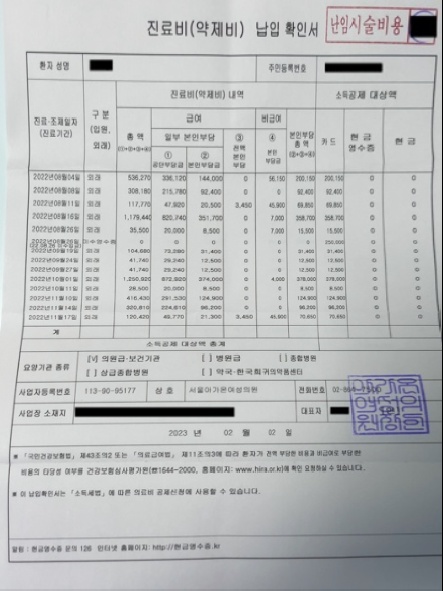 진료비(약제비) 납입 확인서
난임시술비용
환자 성명
주민등록번호
진료·조제일자
(진료기간)
구 분
(입원,
외래)
진료비(약제비) 내역
소득공제 대상액
총 액
(①+②+③+④)
급여
비급여
본인부담
총 액
(②+③+④)
카 드
현 금
영수증
현 금
일부 본인부담
①
공단부담금
②
본인부담금
③
전액
본인
부담
④
본인
부담금
2022년08월04일 외래 536,270 336,120 144,000 0 56,150 200,150 200,150 0 0
2022년08월08일 외래 308,180 215,780 92,400 0 0 92,400 92,400 0 0
2022년08월11일 외래 117,770 47,920 20,500 3,450 45,900 69,850 69,850 0 0
2022년08월16일 외래 1,179,440 820,740 351,700 0 7,000 358,700 358,700 0 0
2022년08월26일 외래 35,500 20,000 8,500 0 7,000 15,500 15,500 0 0
0 0 0 0 0 0 250,000 0 0
2022년09월19일 외래 104,680 73,280 31,400 0 0 31,400 31,400 0 0
2022년09월24일 외래 41,740 29,240 12,500 0 0 12,500 12,500 0 0
2022년09월27일 외래 41,740 29,240 12,500 0 0 12,500 12,500 0 0
2022년10월01일 외래 1,250,920 872,920 374,000 0 4,000 378,000 378,000 0 0
2022년10월11일 외래 28,500 20,000 8,500 0 0 8,500 8,500 0 0
2022년11월10일 외래 416,430 291,530 124,900 0 0 124,900 124,900 0 0
2022년11월14일 외래 320,810 224,610 96,200 0 0 96,200 96,200 0 0
2022년11월17일 외래 120,420 49,770 21,300 3,450 45,900 70,650 70,650 0 0
계
소득공제 대상액 총계
요양기관 종류
[√] 의원급·보건기관 [ ] 병원급 [ ] 종합병원
[ ] 상급종합병원 [ ] 약국·한국희귀의약품센터
사업자등록번호 113-90-95177 상 호 서울아가온여성의원 전화번호
사업장 소재지 대표자
2023 년 02 월 02 일
* 「국민건강보험법」 제43조의2 또는 「의료급여법」 제11조의3에 따라 환자가 전액 부담한 비용과 비급여로 부담한
비용의 타당성 여부를 건강보험심사평가원(☎1644-2000, 홈페이지: www.hira.or.kr)에 확인 요청하실 수 있습니다.
* 이 납입확인서는 「소득세법」에 따른 의료비 공제신청에 사용할 수 있습니다.
알림 : 현금영수증 문의 126 인터넷 홈페이지: http://현금영수증.kr